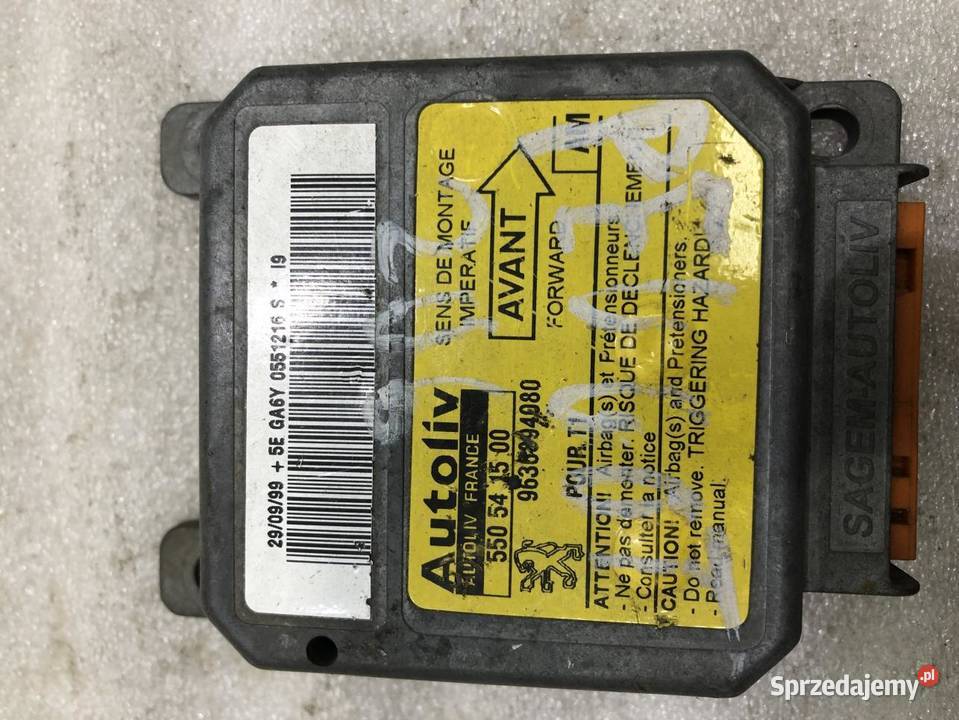 29/09/99 + 5E GA6Y 0551216 S * 19
Autoliv
AUTOLIV FRANCE
550 54 15 00
POUR T1
SENS DE MONTAGE
IMPERATIF
AVANT
FORWARD
AM
ATTENTION! Airbag(s) et Prétensionneurs
- Ne pas démonter. RISQUE DE DECLENCHEMENT
- Consulter la notice
CAUTION! Airbag(s) and Pretensioners.
- Do not remove. TRIGGERING HAZARD!
- Read manual.
SAGEM-AUTOLIV
Sprzedajemy.pl